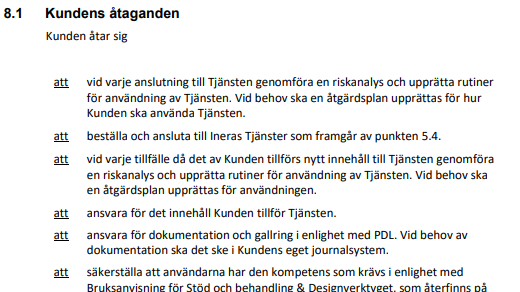 8.1 Kundens åtaganden
Kunden åtar sig
att vid varje anslutning till Tjänsten genomföra en riskanalys och upprätta rutiner
för användning av Tjänsten. Vid behov ska en åtgärdsplan upprättas för hur
Kunden ska använda Tjänsten.
att beställa och ansluta till Ineras Tjänster som framgår av punkten 5.4.
att vid varje tillfälle då det av Kunden tillförs nytt innehåll till Tjänsten genomföra
en riskanalys och upprätta rutiner för användning av Tjänsten. Vid behov ska
en åtgärdsplan upprättas för användningen.
att ansvara för det innehåll Kunden tillför Tjänsten.
att ansvara för dokumentation och gallring i enlighet med PDL. Vid behov av
dokumentation ska det ske i Kundens eget journalsystem.
att säkerställa att användarna har den kompetens som krävs i enlighet med
Bruksanvisning för Stöd och behandling & Designverktyget, som återfinns på